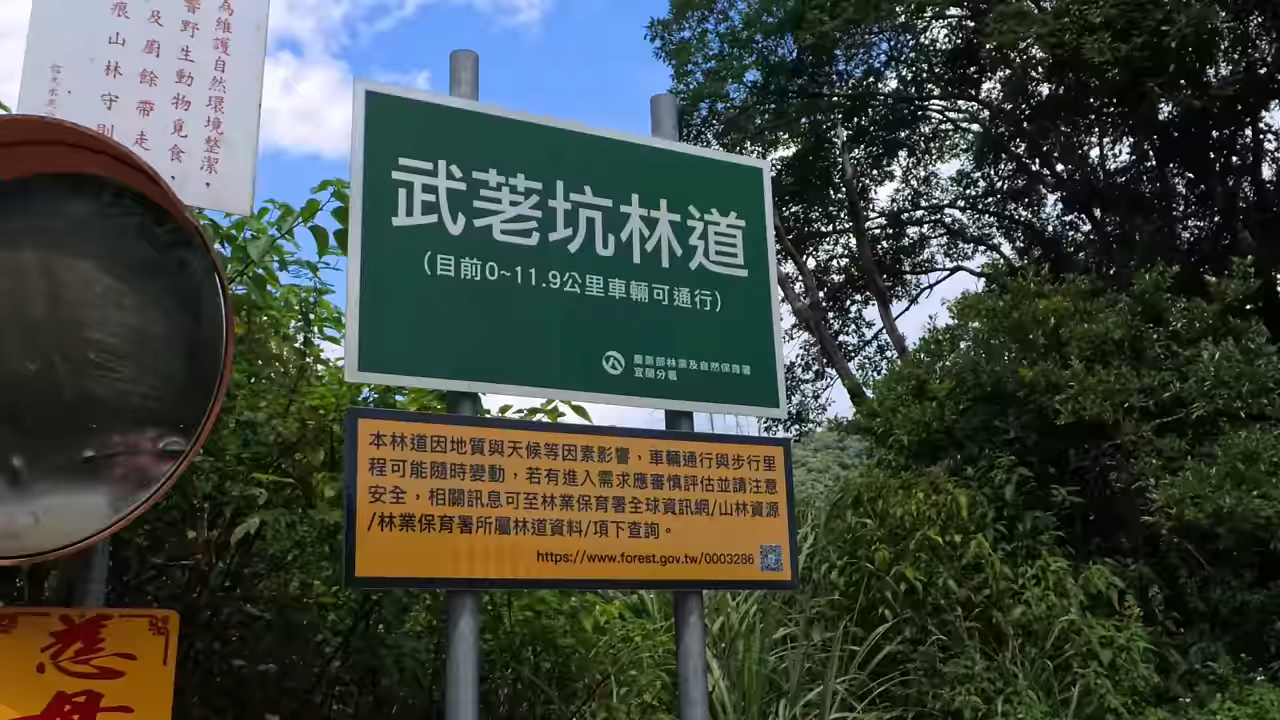 為維護自然環境整潔，
野生動物覓食，
及廚餘帶走
痕山林守則
武荖坑林道
（目前0~11.9公里車輛可通行）
農業部林業及自然保育署
宜蘭分署
本林道因地質與天候等因素影響，車輛通行與步行里
程可能隨時變動，若有進入需求應審慎評估並請注意
安全，相關訊息可至林業保育署全球資訊網/山林資源
/林業保育署所屬林道資料/項下查詢。
https://www.forest.gov.tw/0003286
慈
母